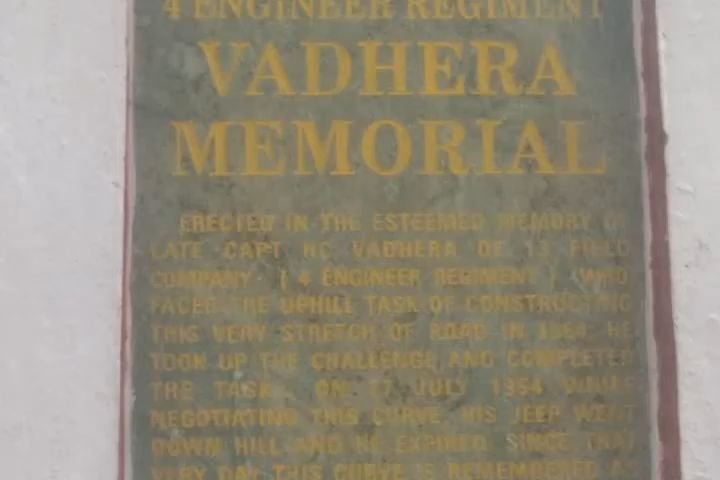 4 ENGINEER REGIMENT
VADHERA
MEMORIAL
ERECTED IN THE ESTEEMED MEMORY OF
LATE CAPT NC VADHERA OF 13 FIELD
COMPANY ( 4 ENGINEER REGIMENT ) WHO
FACED THE UPHILL TASK OF CONSTRUCTING
THIS VERY STRETCH OF ROAD IN 1964. HE
TOOK UP THE CHALLENGE AND COMPLETED
THE TASK. ON JULY 1964 WHILE
NEGOTIATING THIS CURVE HIS JEEP WENT
DOWN HILL AND HE EXPIRED. SINCE THAT
VERY DAY THIS CURVE IS REMEMBERED AS